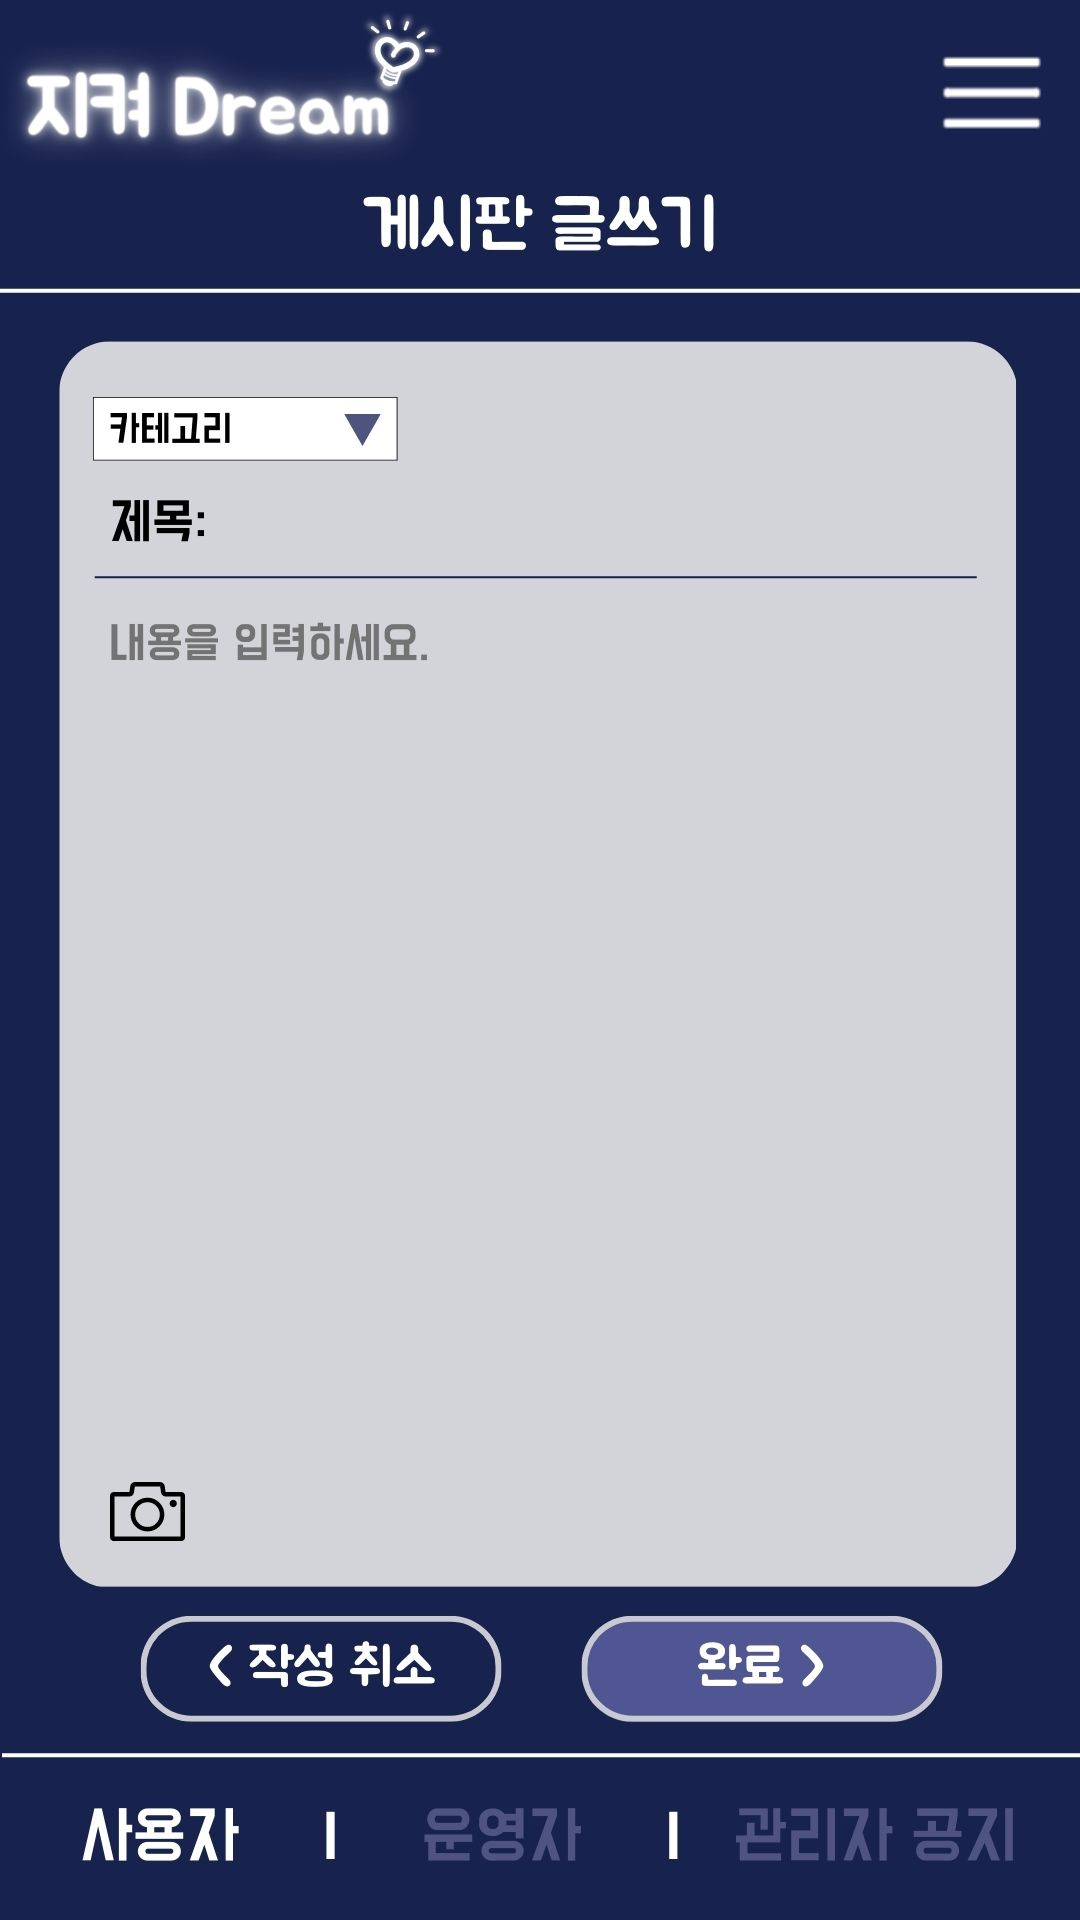 지켜 Dream
게시판 글쓰기
카테고리
제목:
내용을 입력하세요.
작성 취소
완료
사용자 | 운영자 | 관리자 공지